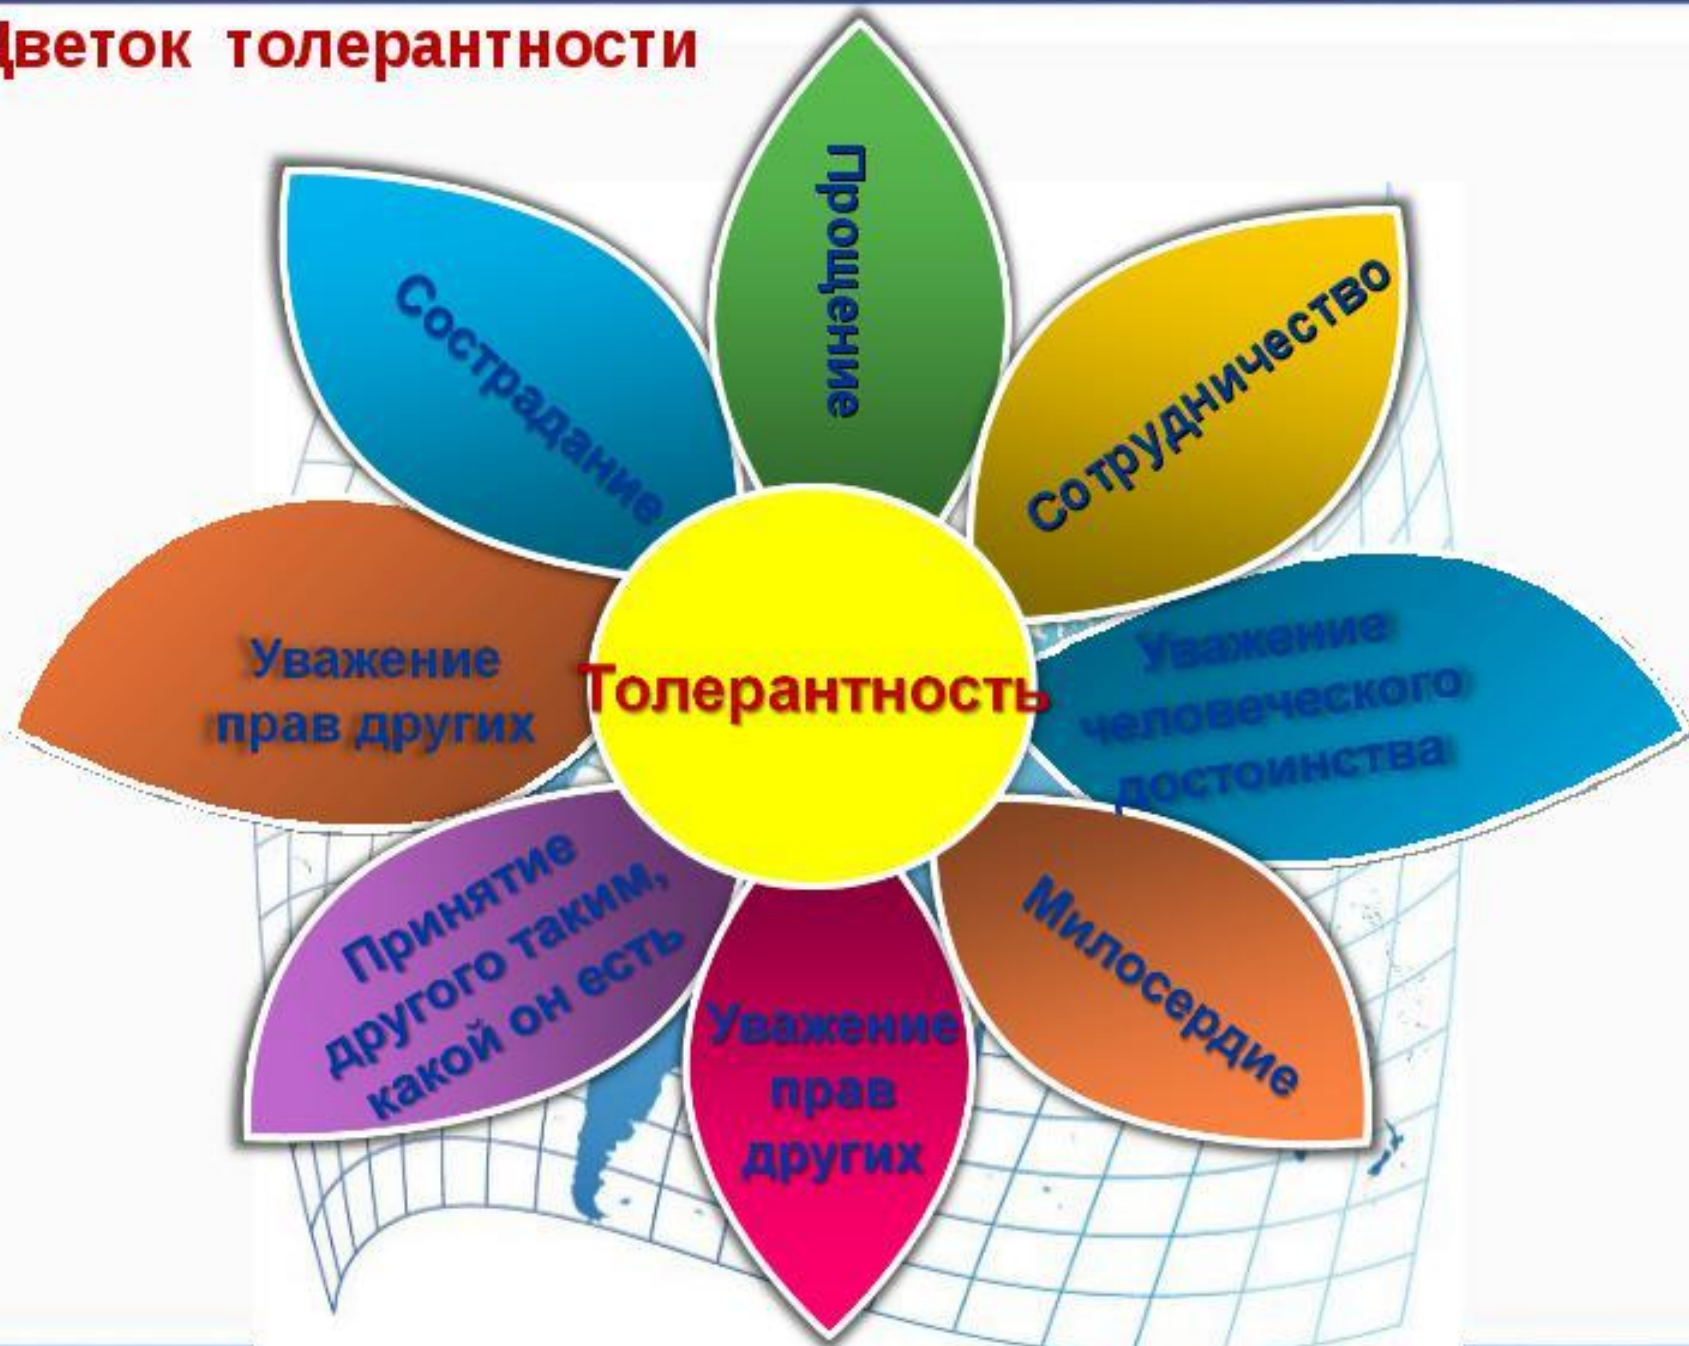 Цветок толерантности
Прощение
Сострадание
Сотрудничество
Уважение
прав других
Толерантность
Уважение
человеческого
достоинства
Принятие
другого таким,
какой он есть
Уважение
прав
других
Милосердие